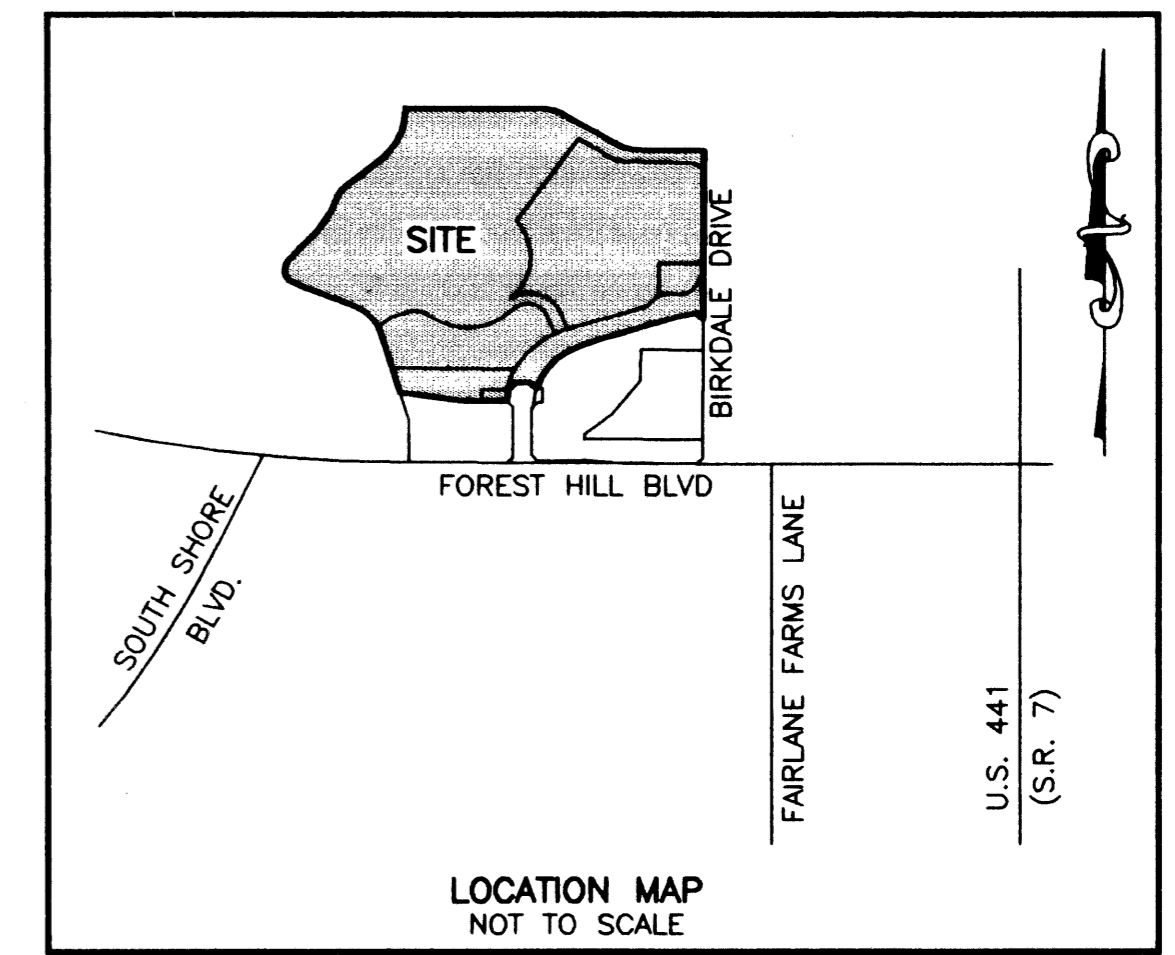 SITE
BIRKDALE DRIVE
FOREST HILL BLVD
SOUTH SHORE
BLVD.
FAIRLANE FARMS LANE
U.S. 441
(S.R. 7)
LOCATION MAP
NOT TO SCALE